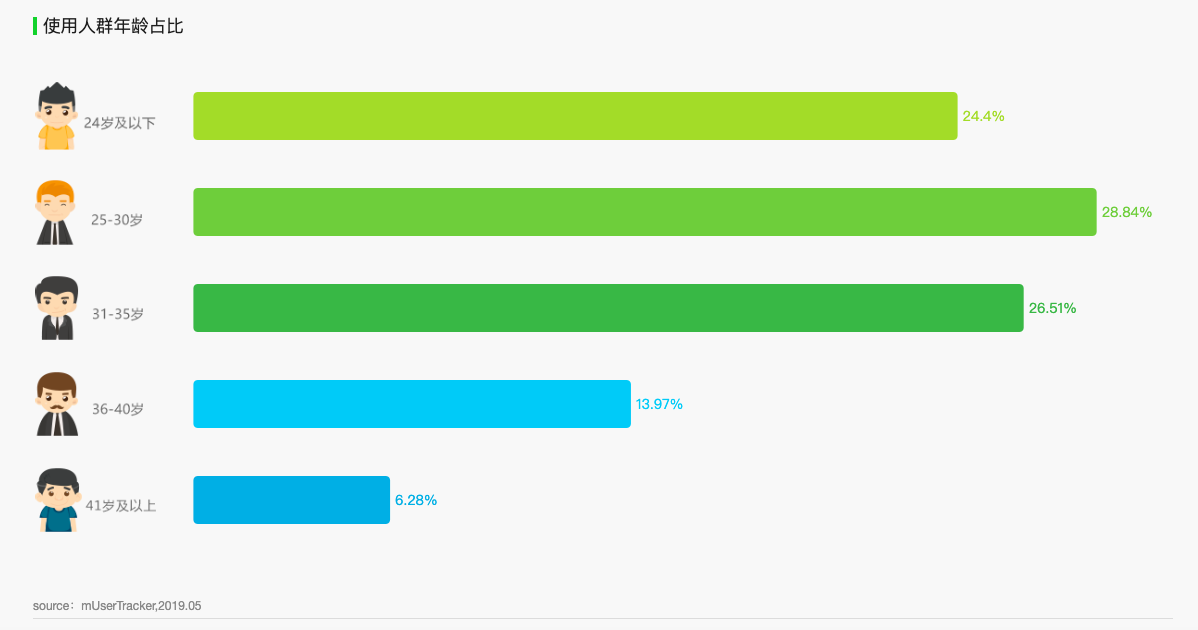 使用人群年龄占比
24岁及以下
24.4%
25-30岁
28.84%
31-35岁
26.51%
36-40岁
13.97%
41岁及以上
6.28%
source：mUserTracker,2019.05